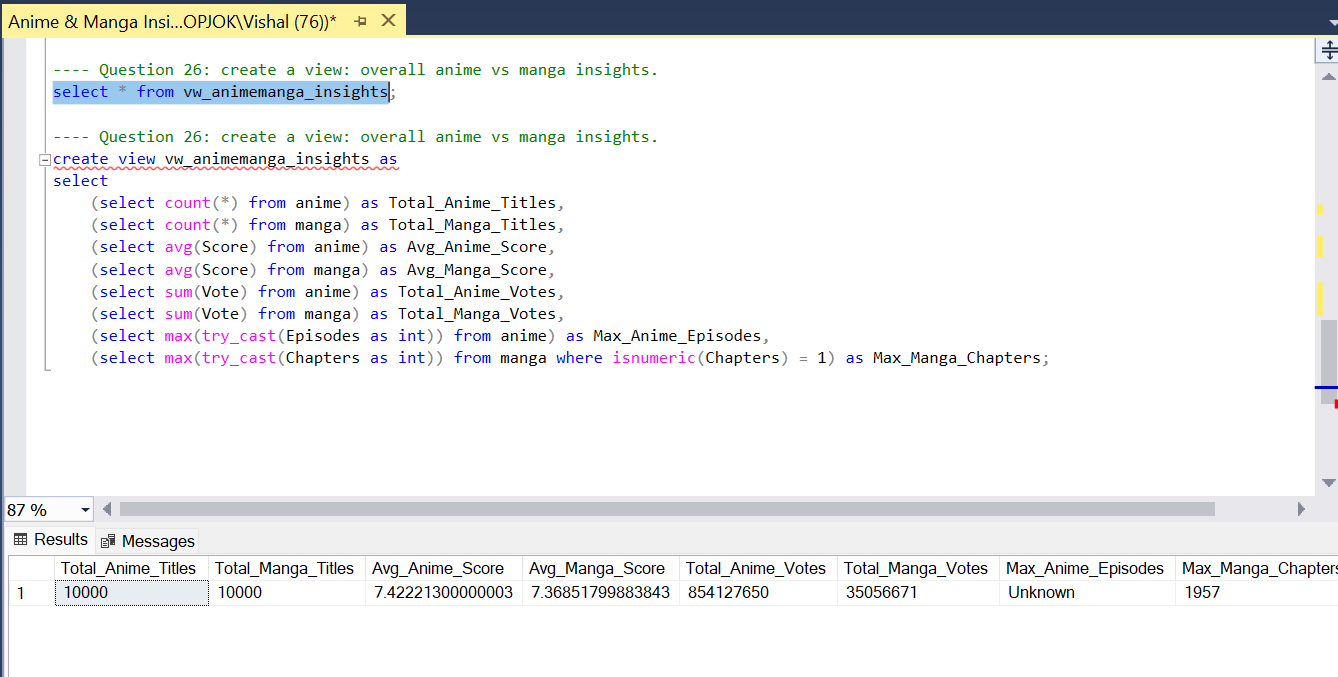 Anime & Manga Insi...OPJOK\Vishal (76))*
---- Question 26: create a view: overall anime vs manga insights.
select * from vw_animemanga_insights;
---- Question 26: create a view: overall anime vs manga insights.
create view vw_animemanga_insights as
select
(select count(*) from anime) as Total_Anime_Titles,
(select count(*) from manga) as Total_Manga_Titles,
(select avg(Score) from anime) as Avg_Anime_Score,
(select avg(Score) from manga) as Avg_Manga_Score,
(select sum(Vote) from anime) as Total_Anime_Votes,
(select sum(Vote) from manga) as Total_Manga_Votes,
(select max(try_cast(Episodes as int)) from anime) as Max_Anime_Episodes,
(select max(try_cast(Chapters as int)) from manga where isnumeric(Chapters) = 1) as Max_Manga_Chapters;
87 %
Results Messages
Total_Anime_Titles Total_Manga_Titles Avg_Anime_Score Avg_Manga_Score Total_Anime_Votes Total_Manga_Votes Max_Anime_Episodes Max_Manga_Chapters
1 10000 10000 7.42221300000003 7.36851799883843 854127650 35056671 Unknown 1957